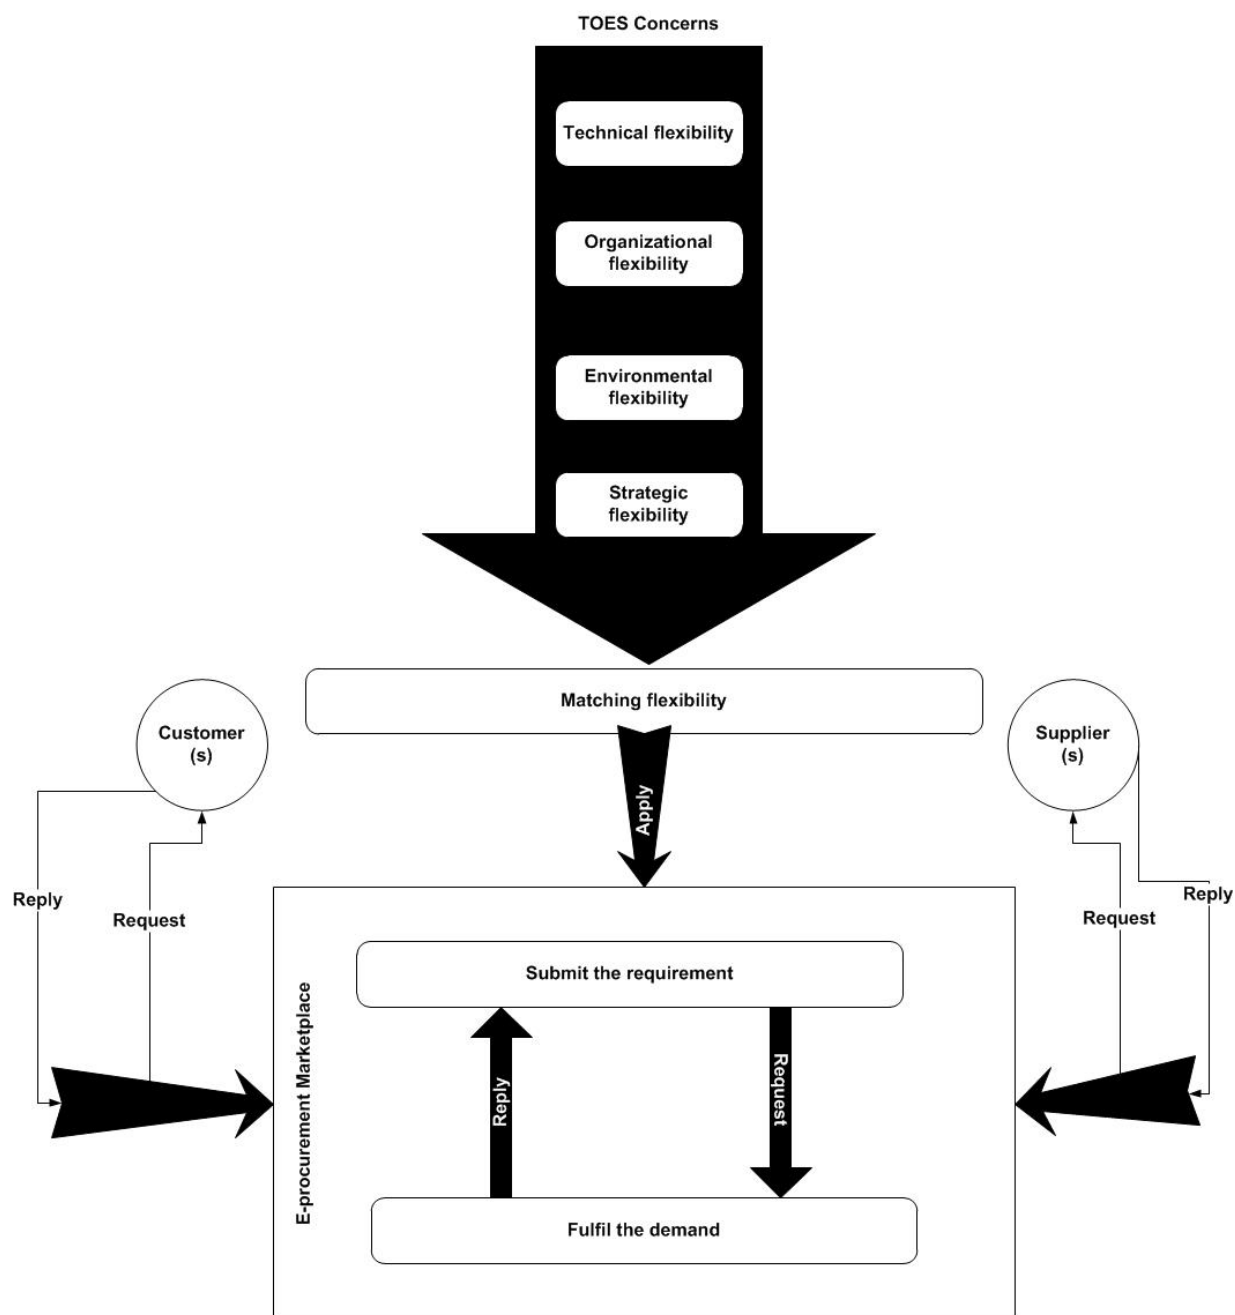 TOES Concerns
Technical flexibility
Organizational
flexibility
Environmental
flexibility
Strategic
flexibility
Matching flexibility
Customer
(s)
Supplier
(s)
Apply
Reply
Request
Request
Reply
E-procurement Marketplace
Submit the requirement
Reply
Request
Fulfil the demand